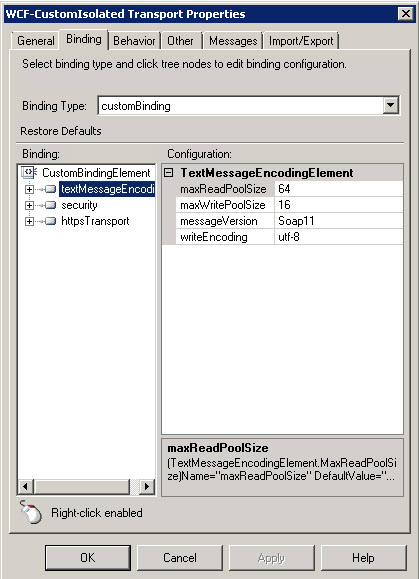 WCF-CustomIsolated Transport Properties
General Binding Behavior Other Messages Import/Export
Select binding type and click tree nodes to edit binding configuration.
Binding Type: customBinding
Restore Defaults
Binding: Configuration:
CustomBindingElement
textMessageEncodi
security
httpsTransport
TextMessageEncodingElement
maxReadPoolSize 64
maxWritePoolSize 16
messageVersion Soap11
writeEncoding utf-8
maxReadPoolSize
(TextMessageEncodingElement.MaxReadPoolSi
ze)Name="maxReadPoolSize" DefaultValue="...
Right-click enabled
OK Cancel Apply Help